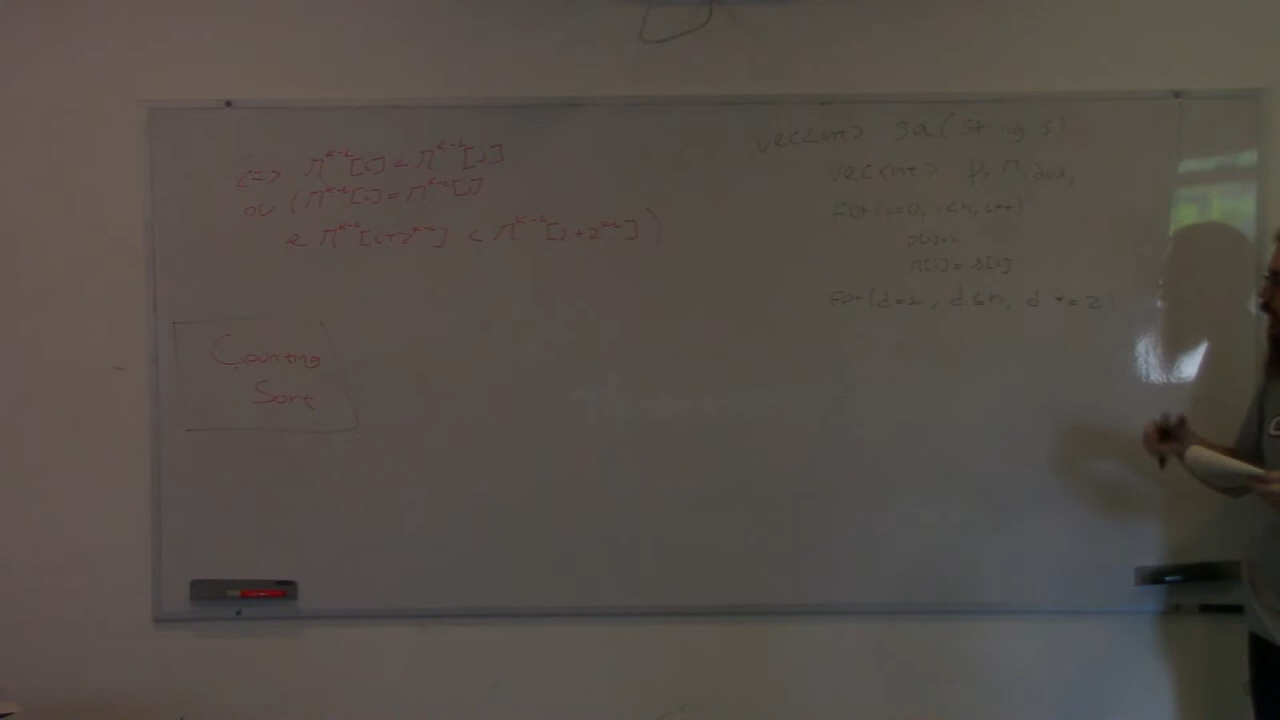 <=> π^{k-1}[i] < π^{k-1}[j]
ou (π^{k-1}[i] = π^{k-1}[j]
e π^{k-1}[i+2^{k-1}] < π^{k-1}[j+2^{k-1}])
Counting
Sort
vec<int> sa(string s)
vec<int> p, r, aux,
for(i=0, i<n, i++)
r[i] = s[i]
for(d=1, d≤n, d *= 2)